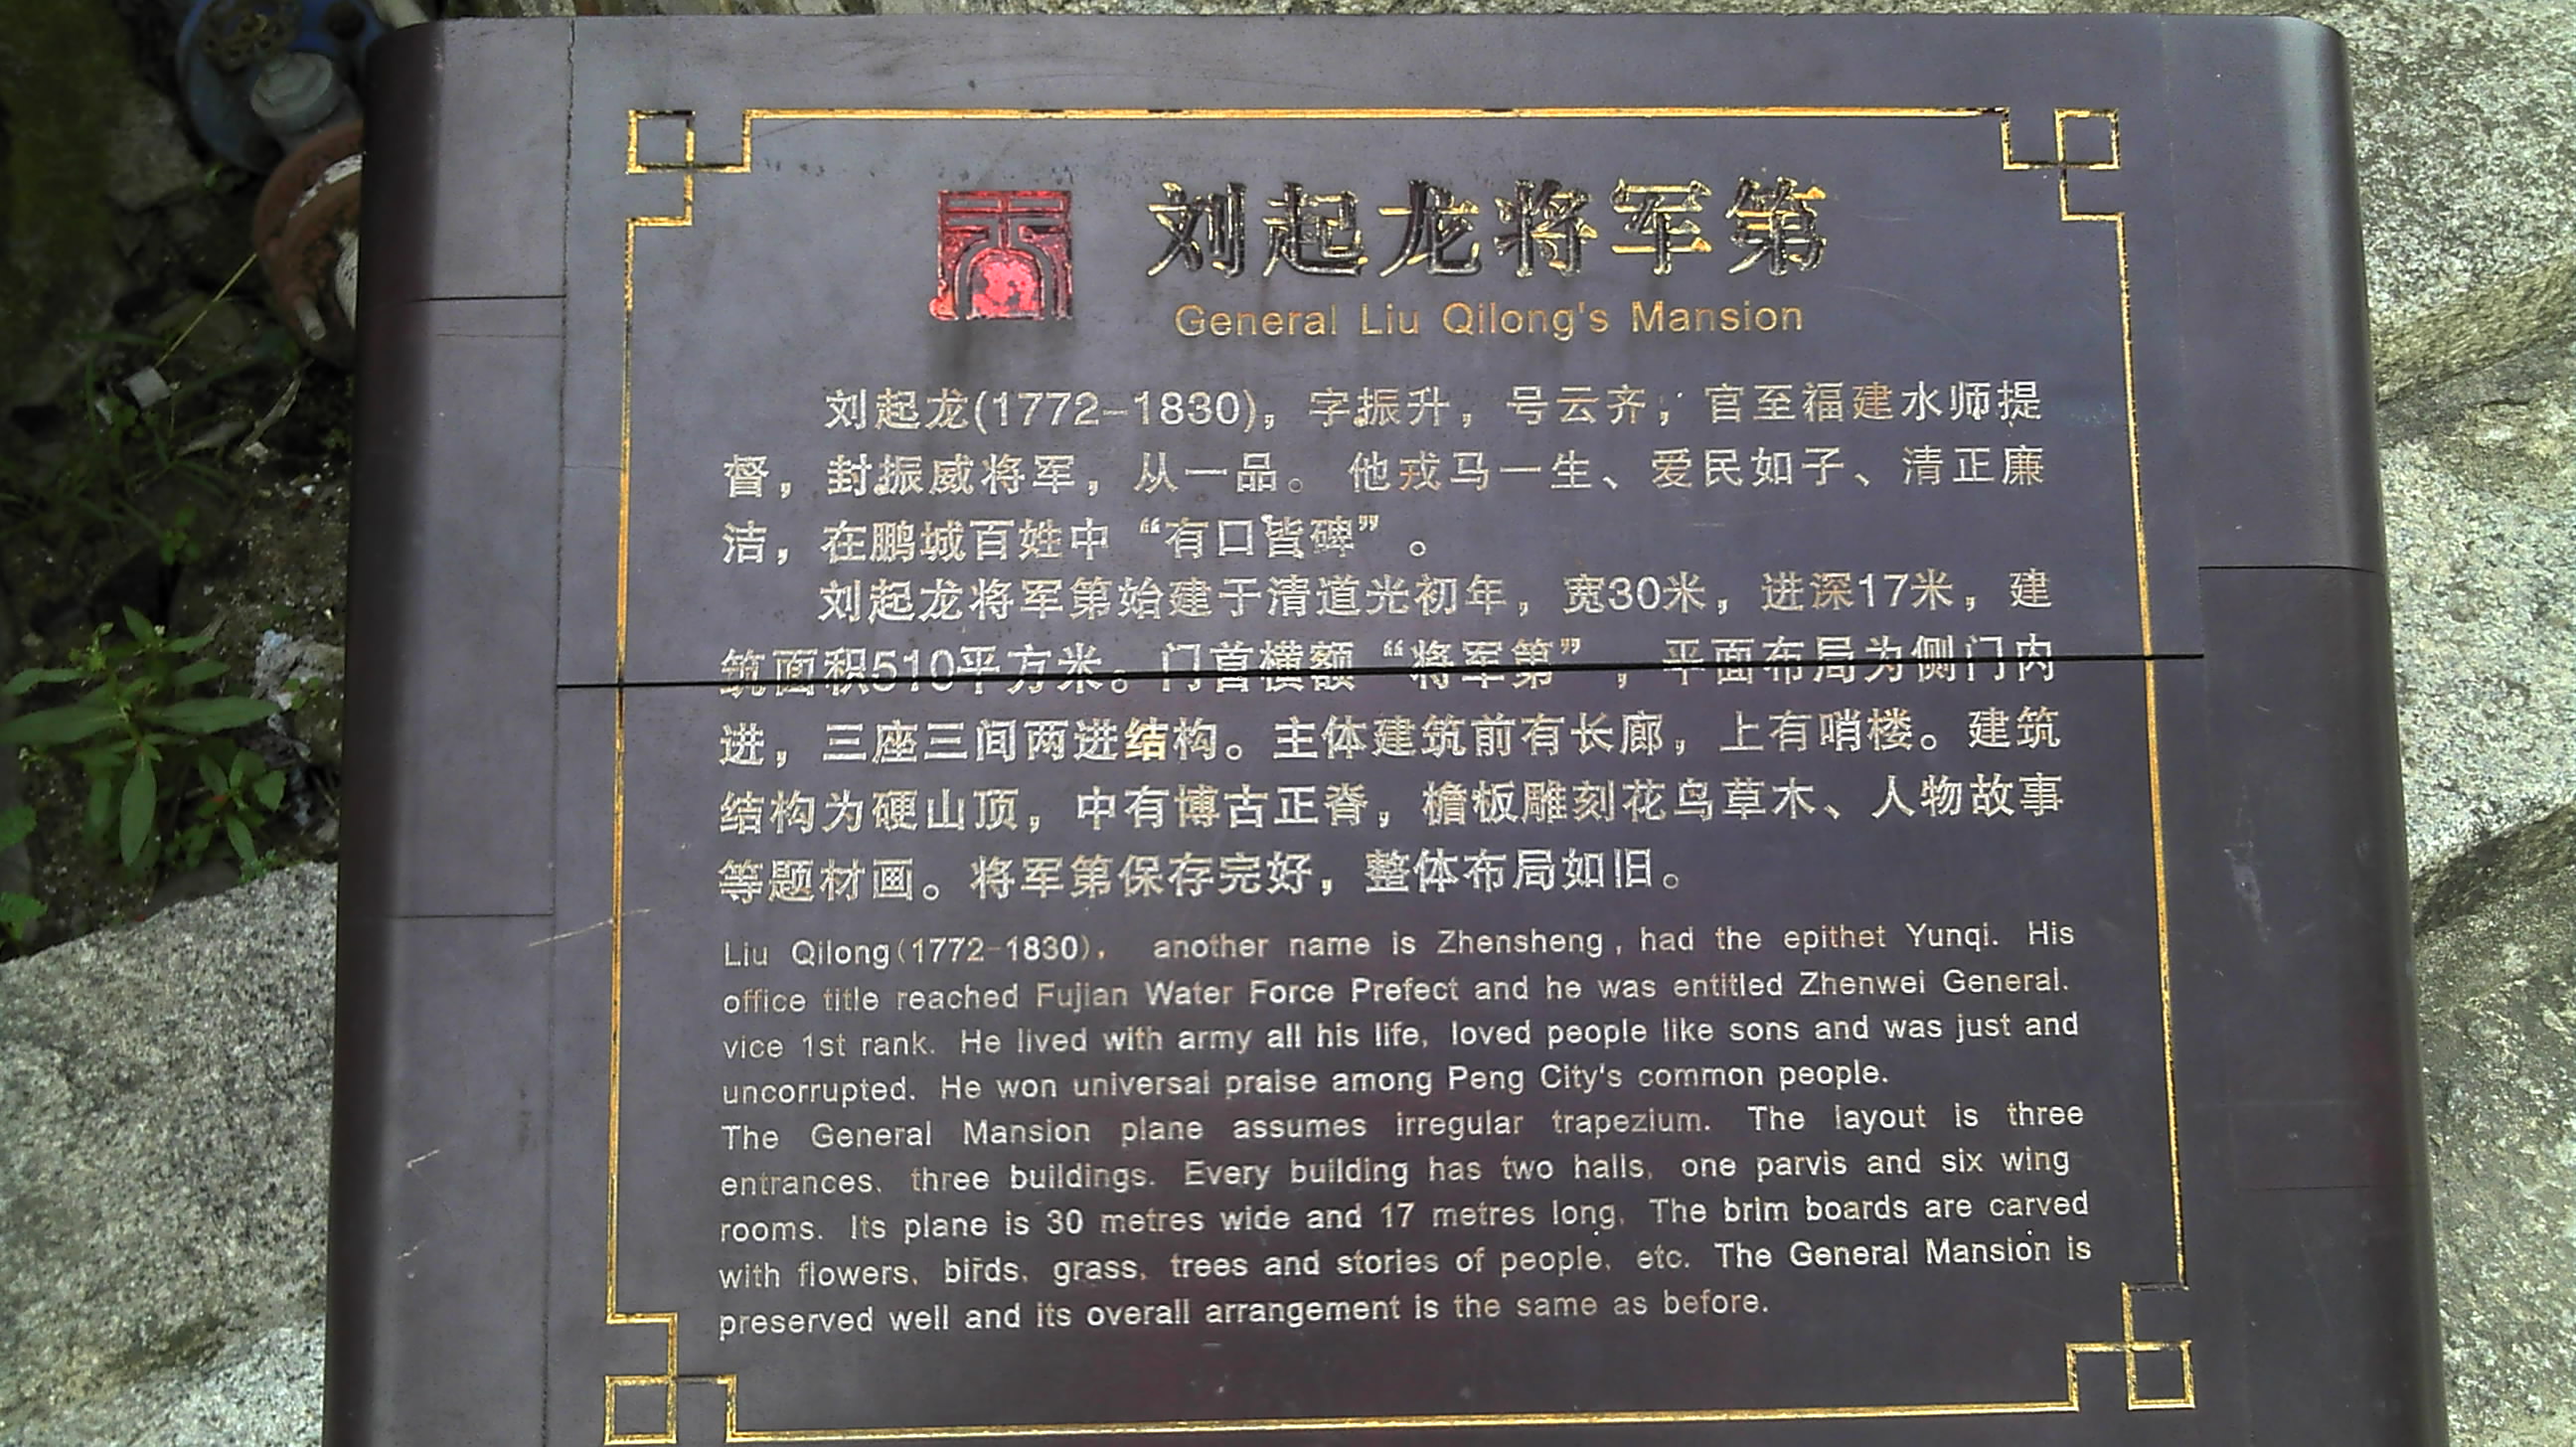 刘起龙将军第
General Liu Qilong's Mansion
刘起龙(1772-1830)，字振升，号云齐；官至福建水师提
督，封振威将军，从一品。他戎马一生、爱民如子、清正廉
洁，在鹏城百姓中“有口皆碑”。
刘起龙将军第始建于清道光初年，宽30米，进深17米，建
筑面积510平方米。门首横额“将军第”，平面布局为侧门内
进，三座三间两进结构。主体建筑前有长廊，上有哨楼。建筑
结构为硬山顶，中有博古正脊，檐板雕刻花鸟草木、人物故事
等题材画。将军第保存完好，整体布局如旧。
Liu Qilong(1772-1830), another name is Zhensheng, had the epithet Yunqi. His
office title reached Fujian Water Force Prefect and he was entitled Zhenwei General.
vice 1st rank. He lived with army all his life, loved people like sons and was just and
uncorrupted. He won universal praise among Peng City's common people.
The General Mansion plane assumes irregular trapezium. The layout is three
entrances, three buildings. Every building has two halls, one parvis and six wing
rooms. Its plane is 30 metres wide and 17 metres long. The brim boards are carved
with flowers, birds, grass, trees and stories of people, etc. The General Mansion is
preserved well and its overall arrangement is the same as before.